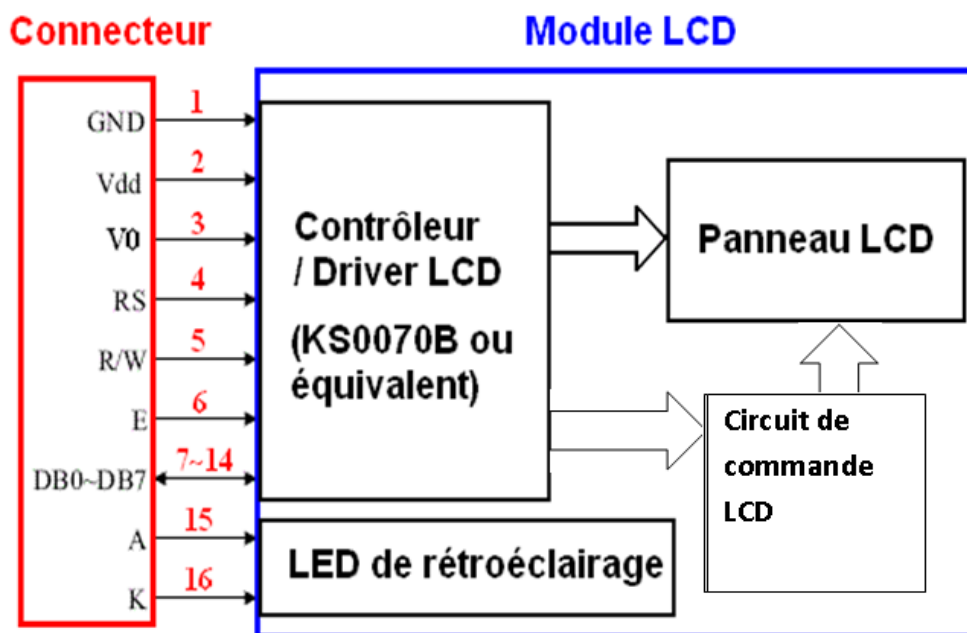 Connecteur
Module LCD
GND
1
Vdd
2
V0
3
RS
4
R/W
5
E
6
DB0~DB7
7~14
A
15
K
16
Contrôleur
/ Driver LCD
(KS0070B ou
équivalent)
Panneau LCD
Circuit de
commande
LCD
LED de rétroéclairage